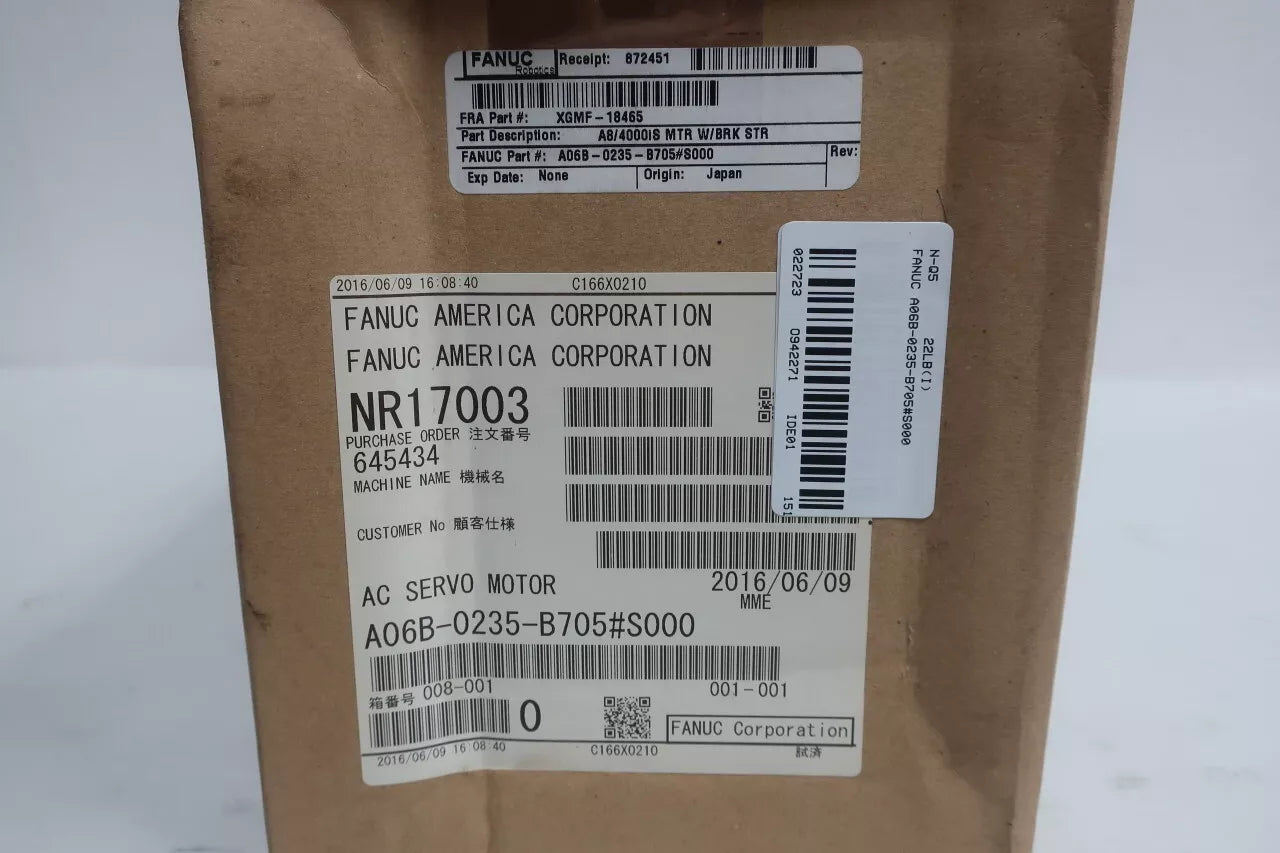 FANUC Robotics Receipt: 872451
FRA Part #: XGMF-18465
Part Description: A8/4000iS MTR W/BRK STR
FANUC Part #: A06B-0235-B705#S000 Rev:
Exp Date: None Origin: Japan
2016/06/09 16:08:40 C166X0210
FANUC AMERICA CORPORATION
FANUC AMERICA CORPORATION
NR17003
PURCHASE ORDER 注文番号
645434
MACHINE NAME 機械名
CUSTOMER No 顧客仕様
AC SERVO MOTOR 2016/06/09
MME
A06B-0235-B705#S000
箱番号 008-001 001-001
0
FANUC Corporation
2016/06/09 16:08:40 C166X0210 試済
N-Q5 22LB(I)
FANUC A06B-0235-B705#S000
022723 0942271 IDE01 151